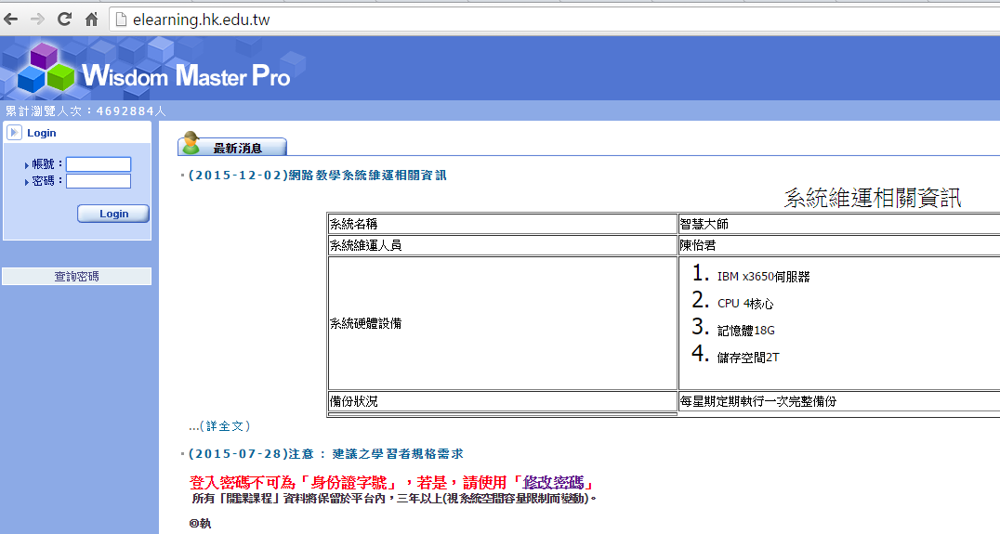 elearning.hk.edu.tw
Wisdom Master Pro
累計瀏覽人次：4692884人
Login
帳號：
密碼：
Login
查詢密碼
最新消息
(2015-12-02)網路教學系統維運相關資訊
系統維運相關資訊
系統名稱 智慧大師
系統維運人員 陳怡君
系統硬體設備
1. IBM x3650伺服器
2. CPU 4核心
3. 記憶體18G
4. 儲存空間2T
備份狀況 每星期定期執行一次完整備份
...(詳全文)
(2015-07-28)注意 : 建議之學習者規格需求
登入密碼不可為「身份證字號」，若是，請使用「修改密碼」
所有「開課課程」資料將保留於平台內，三年以上(視系統空間容量限制而變動)。
@執